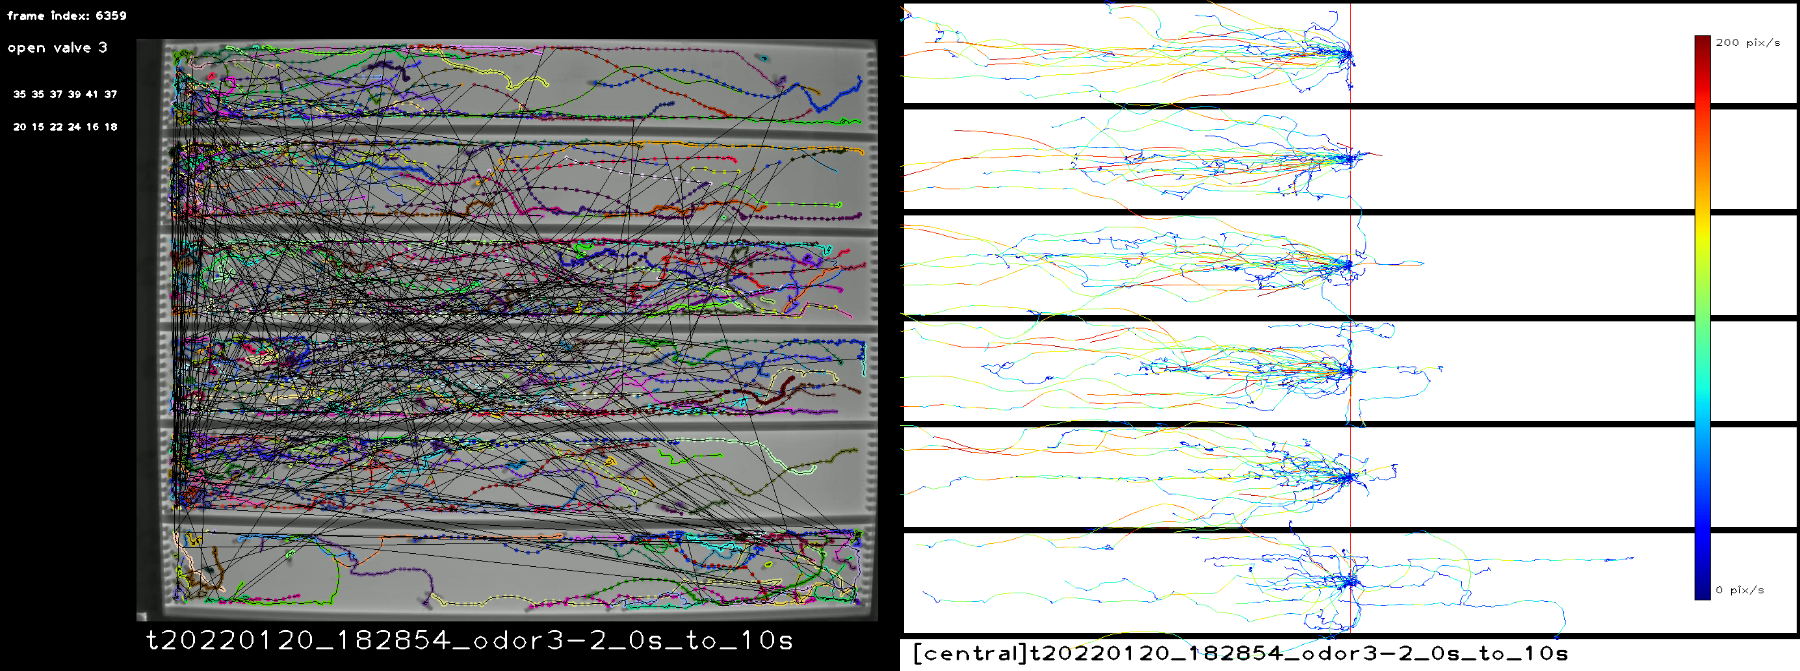 frame index: 6359
open valve 3
35 35 37 39 41 37
20 15 22 24 16 18
t20220120_182854_odor3-2_0s_to_10s
200 pix/s
0 pix/s
[central]t20220120_182854_odor3-2_0s_to_10s